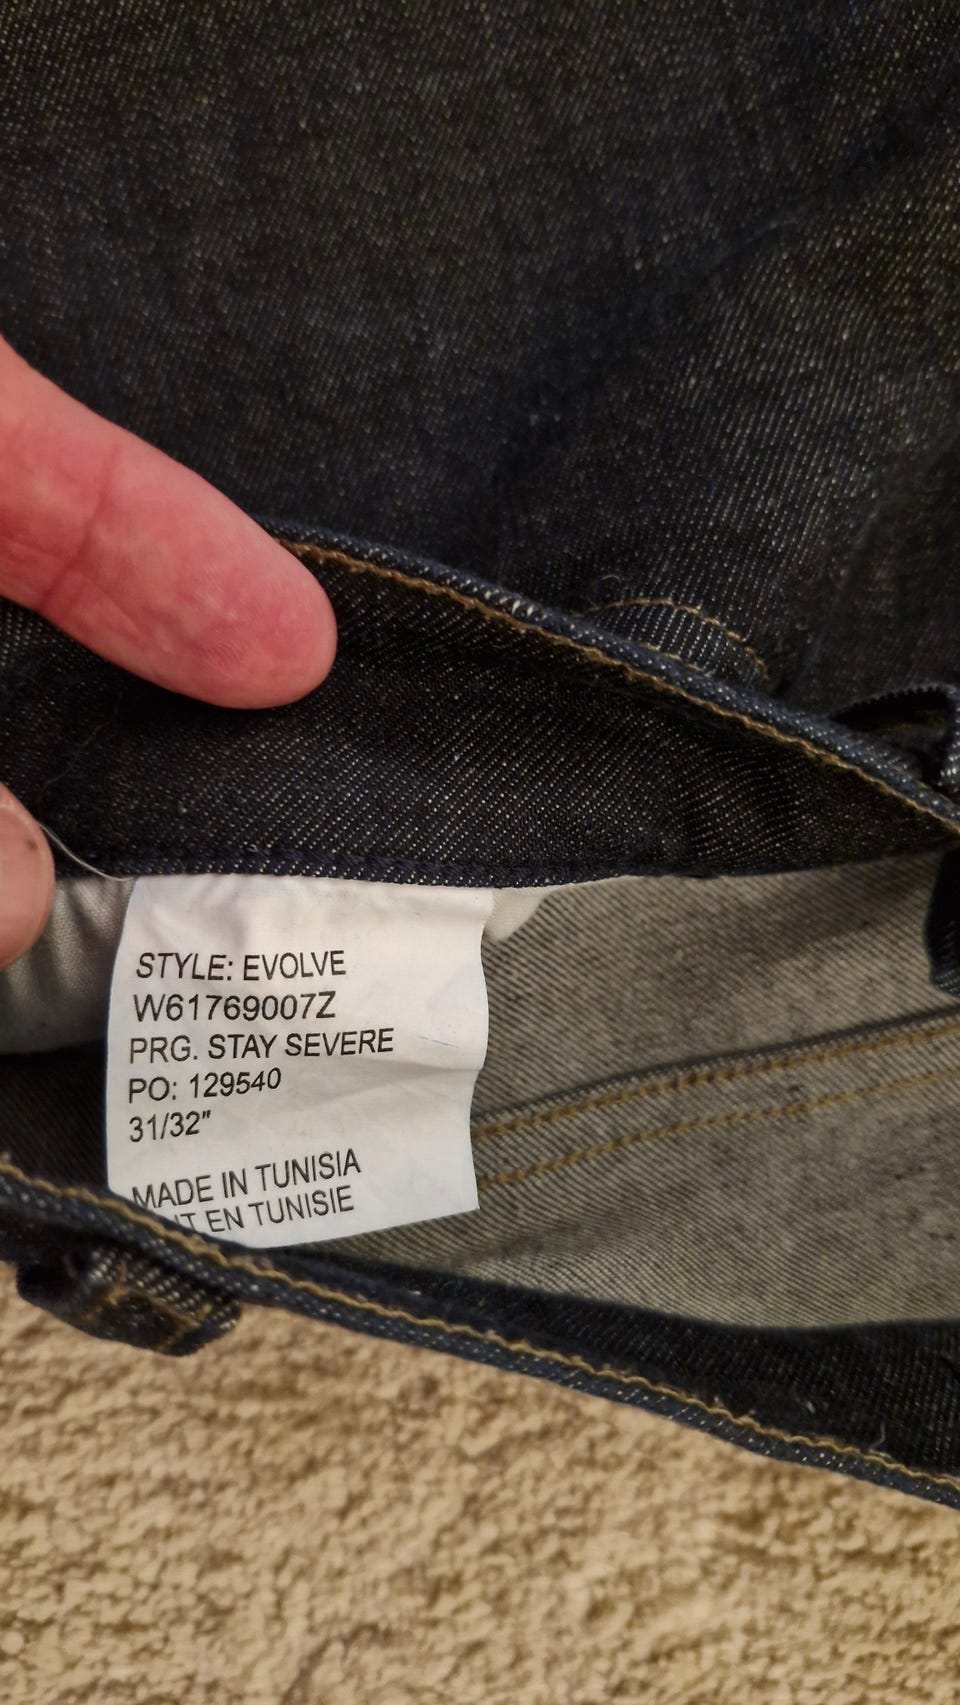 STYLE: EVOLVE
W61769007Z
PRG. STAY SEVERE
PO: 129540
31/32"
MADE IN TUNISIA
EN TUNISIE